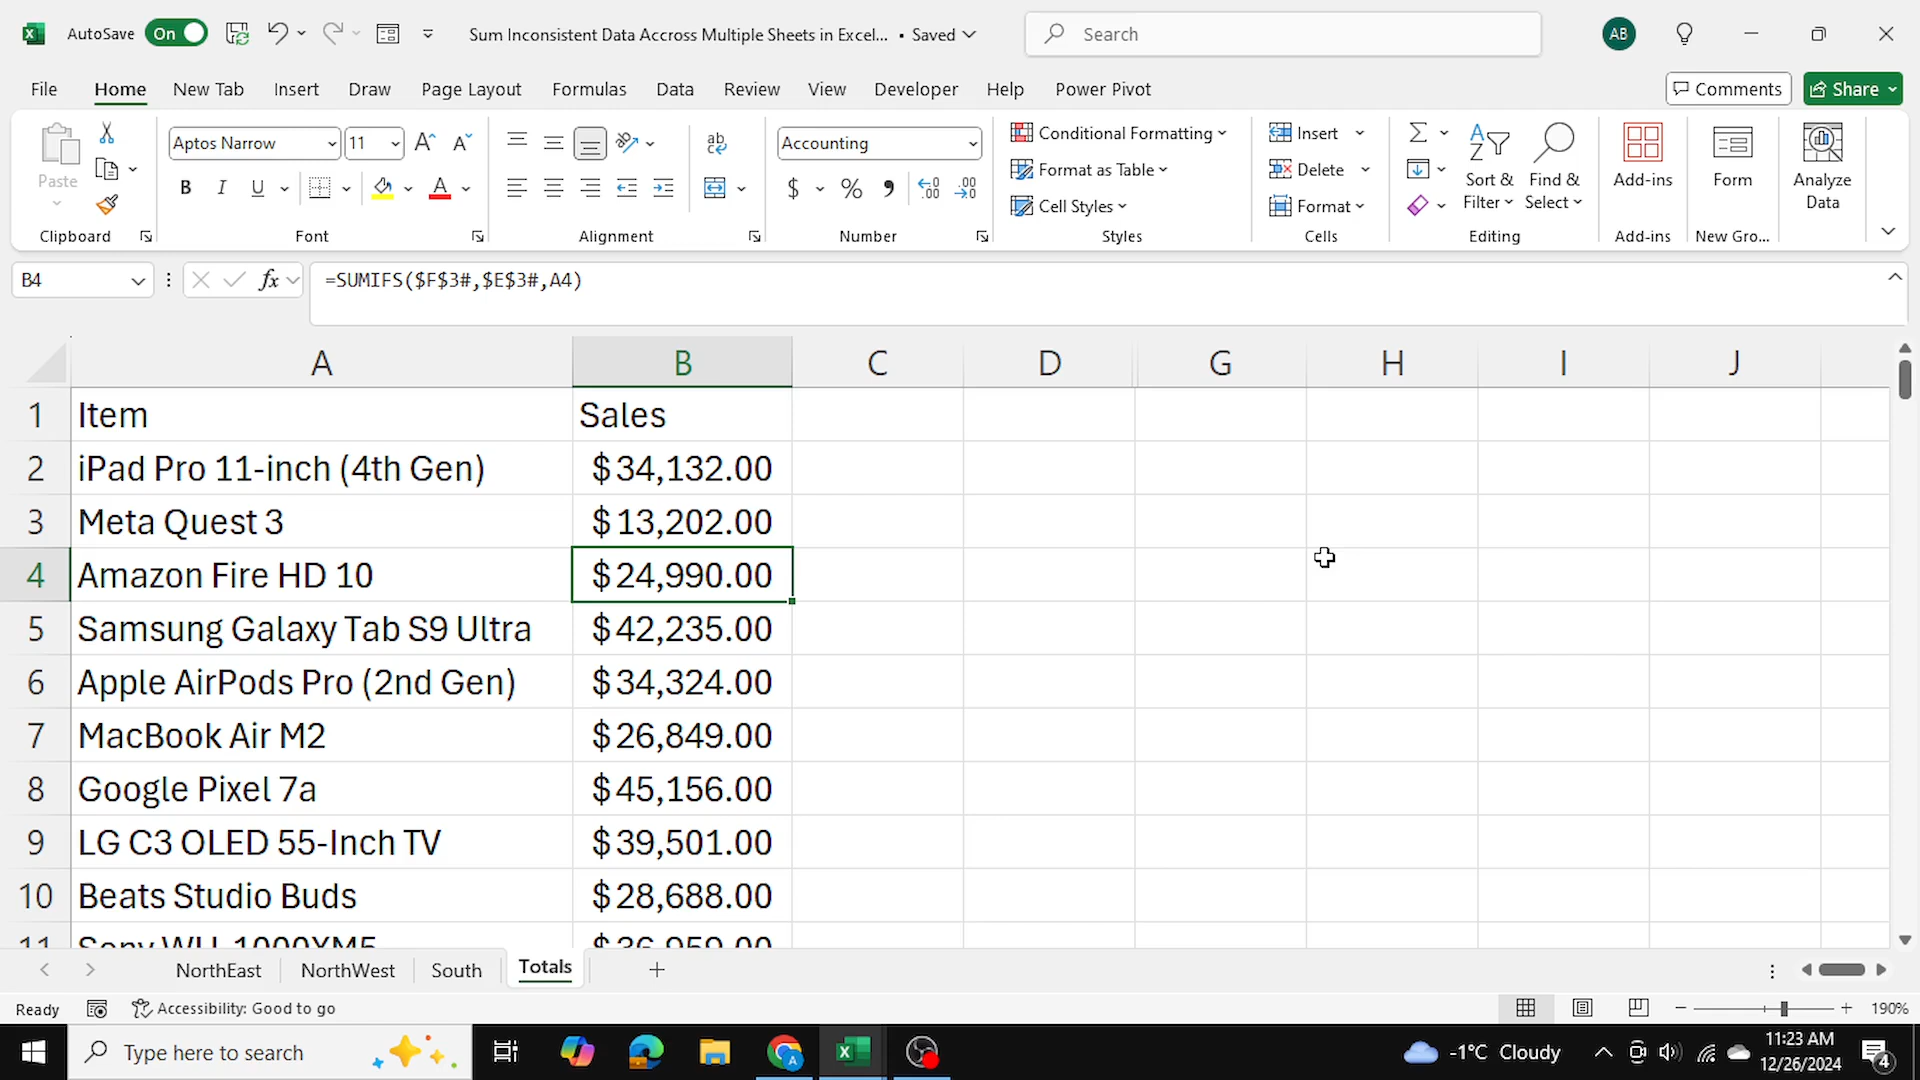 AutoSave On Sum Inconsistent Data Accross Multiple Sheets in Excel... • Saved Search AB
File Home New Tab Insert Draw Page Layout Formulas Data Review View Developer Help Power Pivot Comments Share
Paste Aptos Narrow 11 Accounting Conditional Formatting Format as Table Cell Styles Insert Delete Format Sort & Filter Find & Select Add-ins Form Analyze Data
Clipboard Font Alignment Number Styles Cells Editing Add-ins New Gro...
B4 fx =SUMIFS($F$3#,$E$3#,A4)
A B C D G H I J
1 Item Sales
2 iPad Pro 11-inch (4th Gen) $34,132.00
3 Meta Quest 3 $13,202.00
4 Amazon Fire HD 10 $24,990.00
5 Samsung Galaxy Tab S9 Ultra $42,235.00
6 Apple AirPods Pro (2nd Gen) $34,324.00
7 MacBook Air M2 $26,849.00
8 Google Pixel 7a $45,156.00
9 LG C3 OLED 55-Inch TV $39,501.00
10 Beats Studio Buds $28,688.00
11 Sony WH-1000XM5 $36,959.00
NorthEast NorthWest South Totals
Ready Accessibility: Good to go 190%
Type here to search -1°C Cloudy 11:23 AM
12/26/2024 4